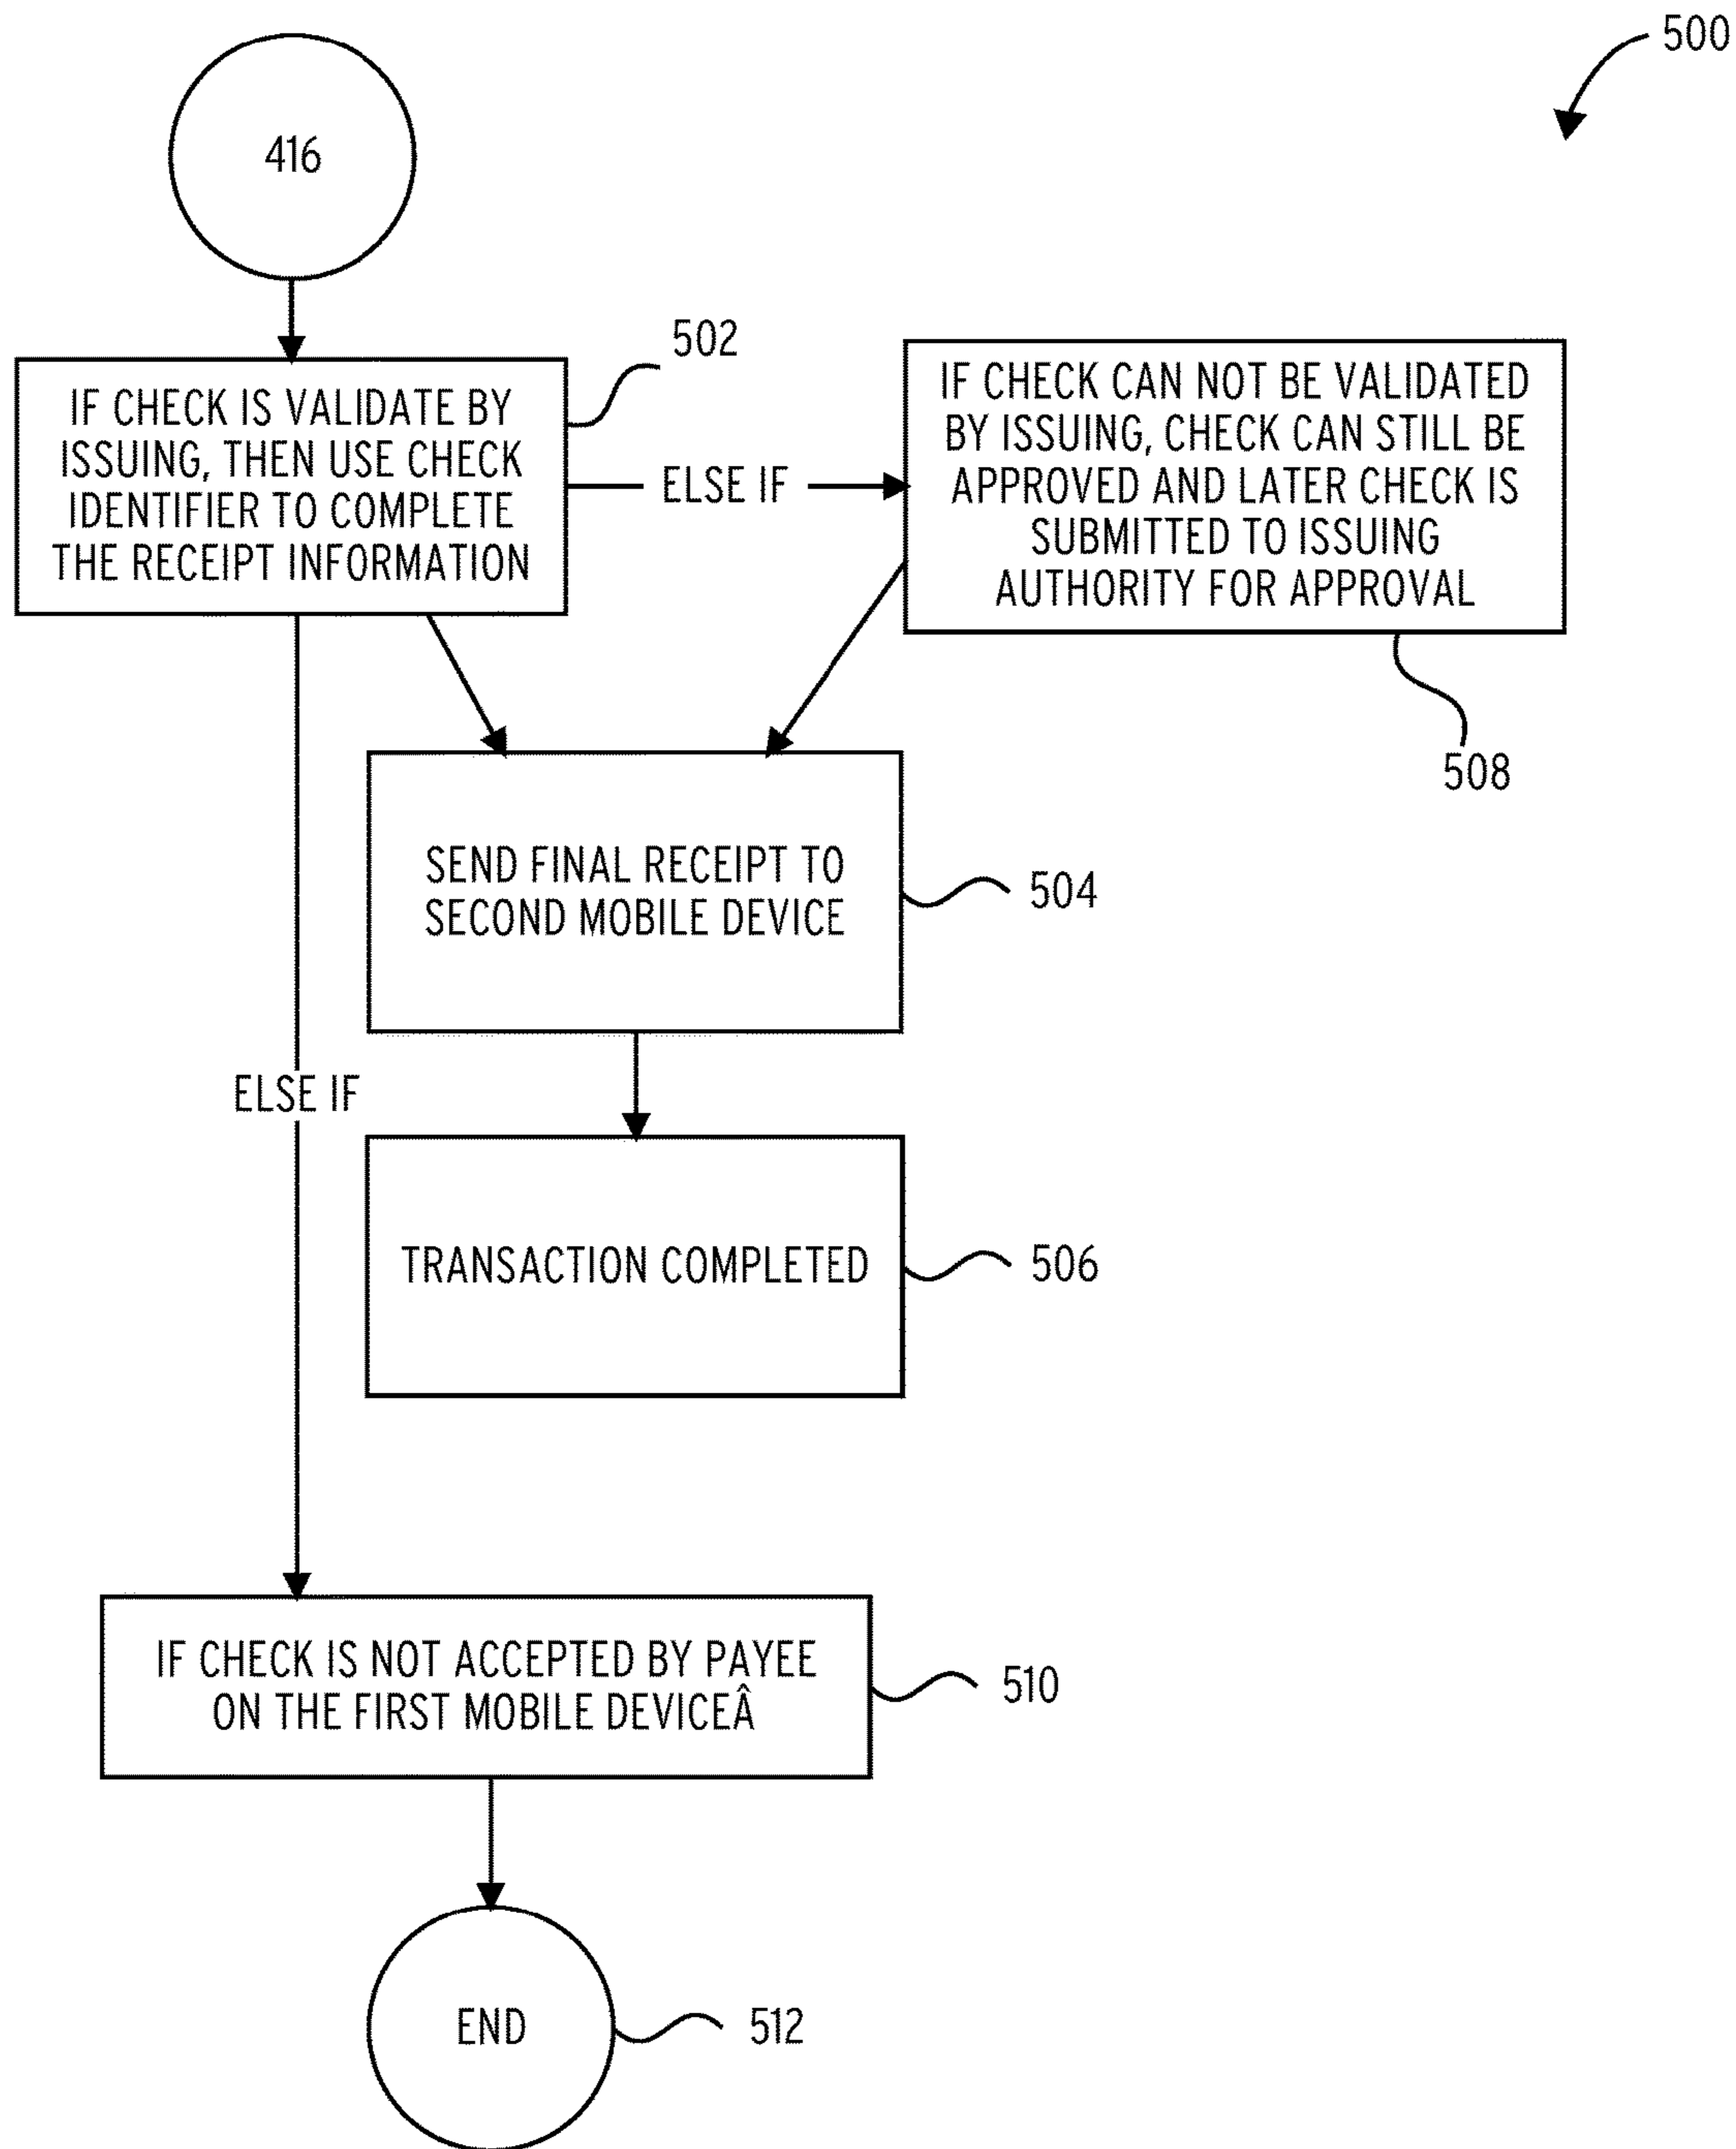 500
416
502
IF CHECK IS VALIDATE BY
ISSUING, THEN USE CHECK
IDENTIFIER TO COMPLETE
THE RECEIPT INFORMATION
ELSE IF
IF CHECK CAN NOT BE VALIDATED
BY ISSUING, CHECK CAN STILL BE
APPROVED AND LATER CHECK IS
SUBMITTED TO ISSUING
AUTHORITY FOR APPROVAL
508
SEND FINAL RECEIPT TO
SECOND MOBILE DEVICE
504
ELSE IF
TRANSACTION COMPLETED
506
IF CHECK IS NOT ACCEPTED BY PAYEE
ON THE FIRST MOBILE DEVICEÂ
510
END
512